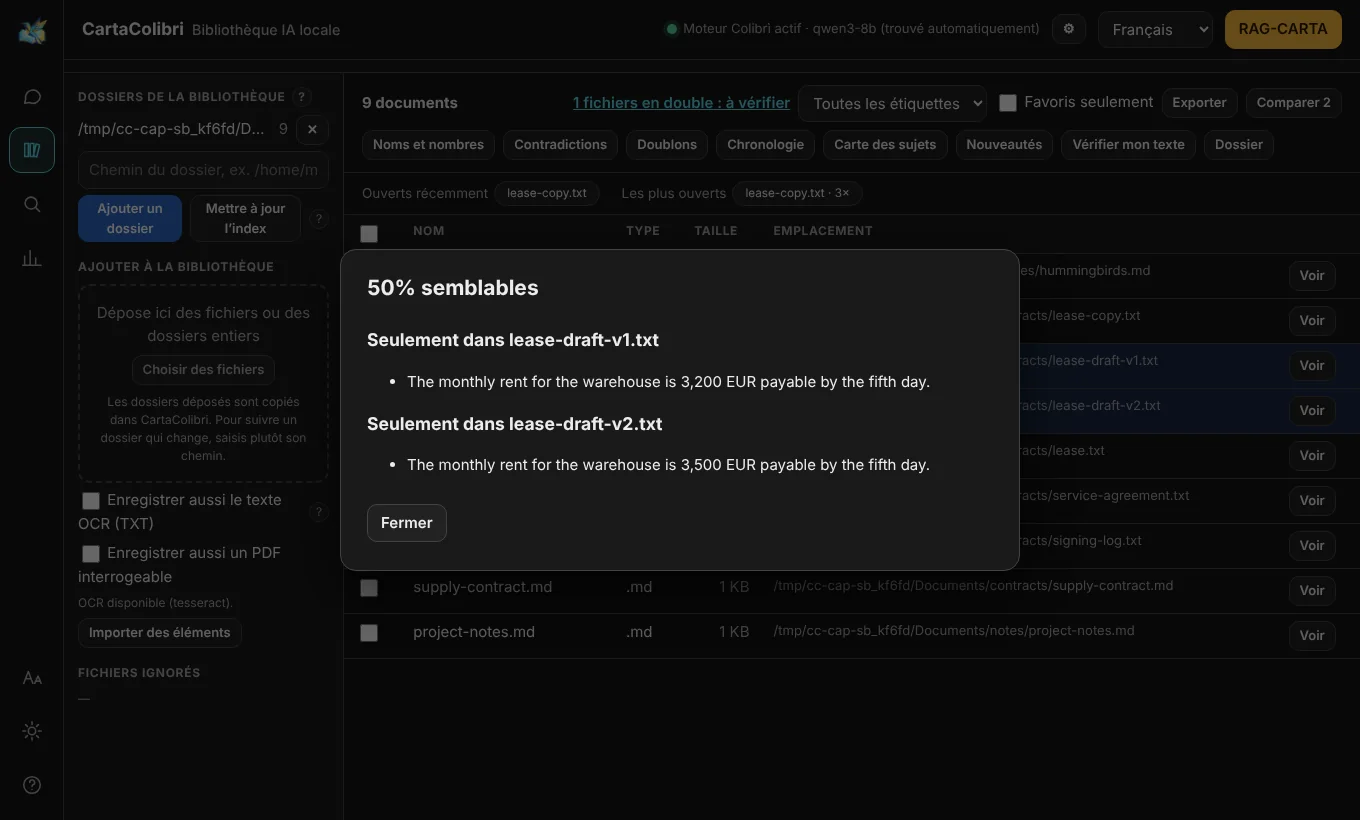 CartaColibri Bibliothèque IA locale
Moteur Colibrì actif · qwen3-8b (trouvé automatiquement)
⚙
Français
RAG-CARTA
DOSSIERS DE LA BIBLIOTHÈQUE ?
/tmp/cc-cap-sb_kf6fd/D... 9 ✕
Chemin du dossier, ex. /home/m
Ajouter un
dossier
Mettre à jour
l'index
?
AJOUTER À LA BIBLIOTHÈQUE
Dépose ici des fichiers ou des
dossiers entiers
Choisir des fichiers
Les dossiers déposés sont copiés
dans CartaColibri. Pour suivre un
dossier qui change, saisis plutôt son
chemin.
Enregistrer aussi le texte
OCR (TXT)
?
Enregistrer aussi un PDF
interrogeable
OCR disponible (tesseract).
Importer des éléments
FICHIERS IGNORÉS
—
AA
9 documents
1 fichiers en double : à vérifier
Toutes les étiquettes
Favoris seulement
Exporter
Comparer 2
Noms et nombres
Contradictions
Doublons
Chronologie
Carte des sujets
Nouveautés
Vérifier mon texte
Dossier
Ouverts récemment lease-copy.txt Les plus ouverts lease-copy.txt · 3×
NOM TYPE TAILLE EMPLACEMENT
es/hummingbirds.md Voir
racts/lease-copy.txt Voir
racts/lease-draft-v1.txt Voir
racts/lease-draft-v2.txt Voir
racts/lease.txt Voir
racts/service-agreement.txt Voir
racts/signing-log.txt Voir
supply-contract.md .md 1 KB /tmp/cc-cap-sb_kf6fd/Documents/contracts/supply-contract.md Voir
project-notes.md .md 1 KB /tmp/cc-cap-sb_kf6fd/Documents/notes/project-notes.md Voir
50% semblables
Seulement dans lease-draft-v1.txt
• The monthly rent for the warehouse is 3,200 EUR payable by the fifth day.
Seulement dans lease-draft-v2.txt
• The monthly rent for the warehouse is 3,500 EUR payable by the fifth day.
Fermer